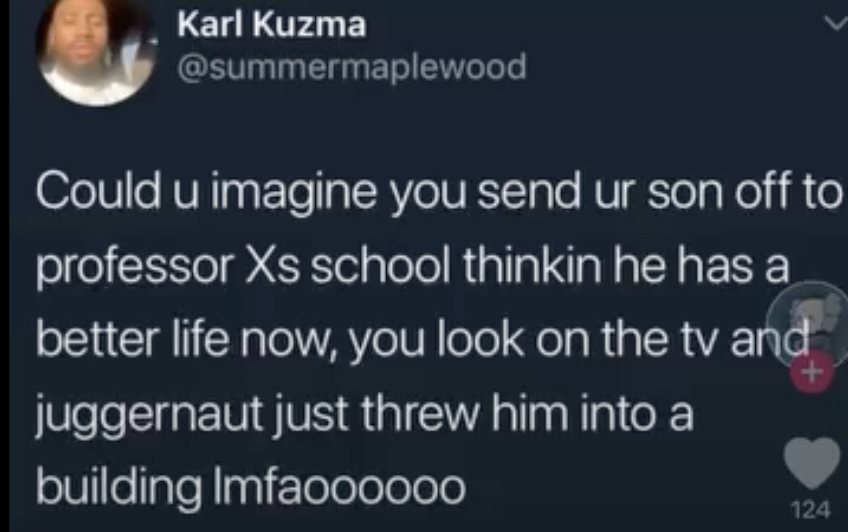 Karl Kuzma
@summermaplewood
Could u imagine you send ur son off to
professor Xs school thinkin he has a
better life now, you look on the tv and
juggernaut just threw him into a
building lmfaoooooo
124